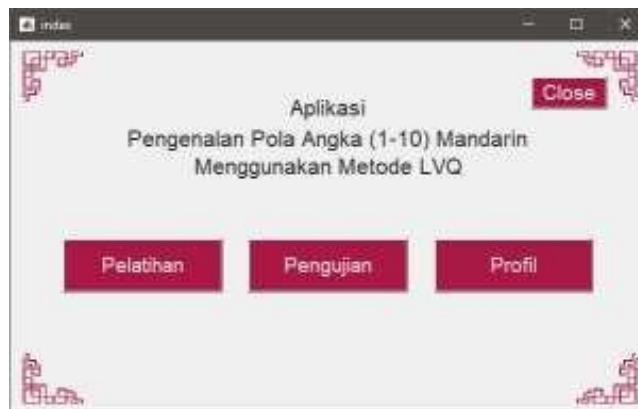 index
Close
Aplikasi
Pengenalan Pola Angka (1-10) Mandarin
Menggunakan Metode LVQ
Pelatihan
Pengujian
Profil